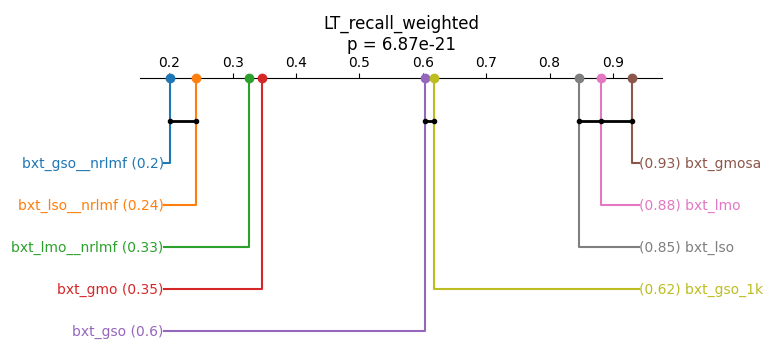 LT_recall_weighted
p = 6.87e-21
0.2 0.3 0.4 0.5 0.6 0.7 0.8 0.9
bxt_gso__nrlmf (0.2) (0.93) bxt_gmosa
bxt_lso__nrlmf (0.24) (0.88) bxt_lmo
bxt_lmo__nrlmf (0.33) (0.85) bxt_lso
bxt_gmo (0.35) (0.62) bxt_gso_1k
bxt_gso (0.6)